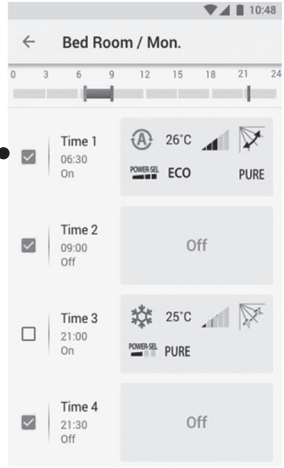 10:48
Bed Room / Mon.
0 3 6 9 12 15 18 21 24
Time 1
06:30
On
A 26°C
POWER-SEL ECO PURE
Time 2
09:00
Off
Off
Time 3
21:00
On
25°C
POWER-SEL PURE
Time 4
21:30
Off
Off